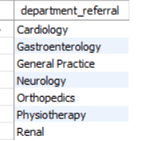 department_referral
Cardiology
Gastroenterology
General Practice
Neurology
Orthopedics
Physiotherapy
Renal